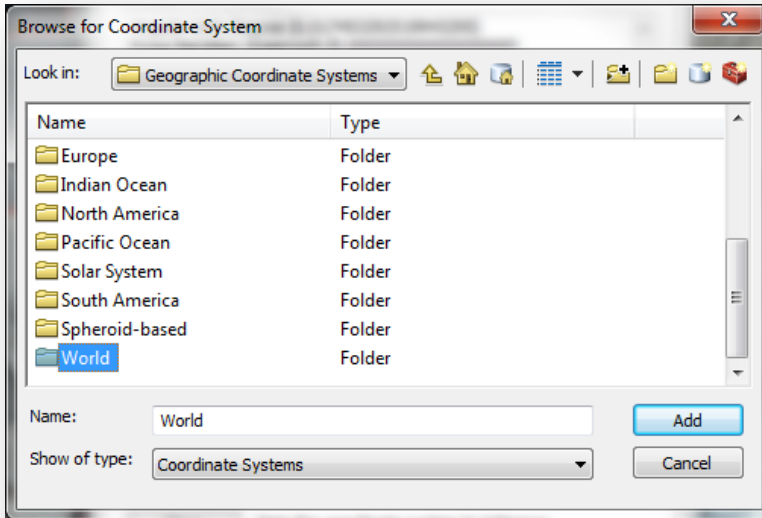 Browse for Coordinate System
Look in: Geographic Coordinate Systems
Name Type
Europe Folder
Indian Ocean Folder
North America Folder
Pacific Ocean Folder
Solar System Folder
South America Folder
Spheroid-based Folder
World Folder
Name: World Add
Show of type: Coordinate Systems Cancel